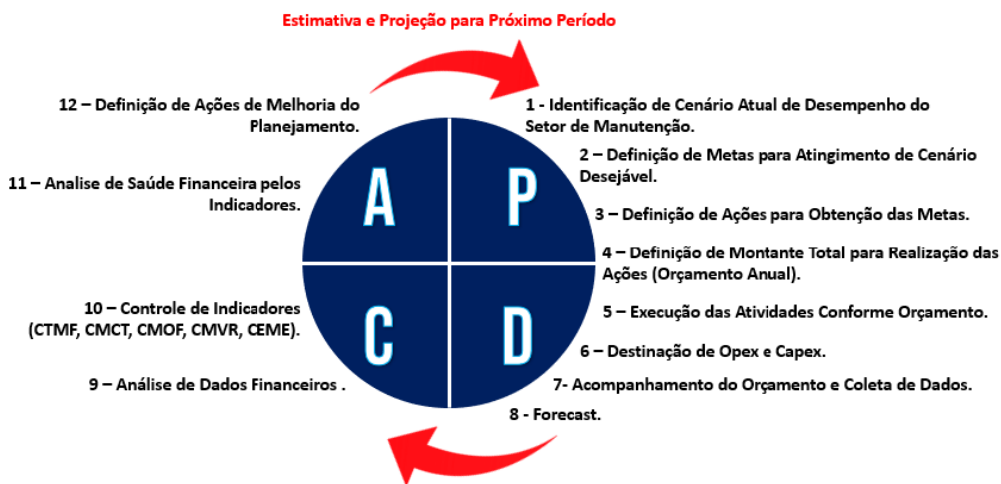 Estimativa e Projeção para Próximo Período
12 – Definição de Ações de Melhoria do
Planejamento.
1 - Identificação de Cenário Atual de Desempenho do
Setor de Manutenção.
2 – Definição de Metas para Atingimento de Cenário
Desejável.
11 – Analise de Saúde Financeira pelos
Indicadores.
A
P
3 – Definição de Ações para Obtenção das Metas.
4 – Definição de Montante Total para Realização das
Ações (Orçamento Anual).
10 – Controle de Indicadores
(CTMF, CMCT, CMOF, CMVR, CEME).
C
D
5 – Execução das Atividades Conforme Orçamento.
6 – Destinação de Opex e Capex.
9 – Análise de Dados Financeiros .
7- Acompanhamento do Orçamento e Coleta de Dados.
8 - Forecast.